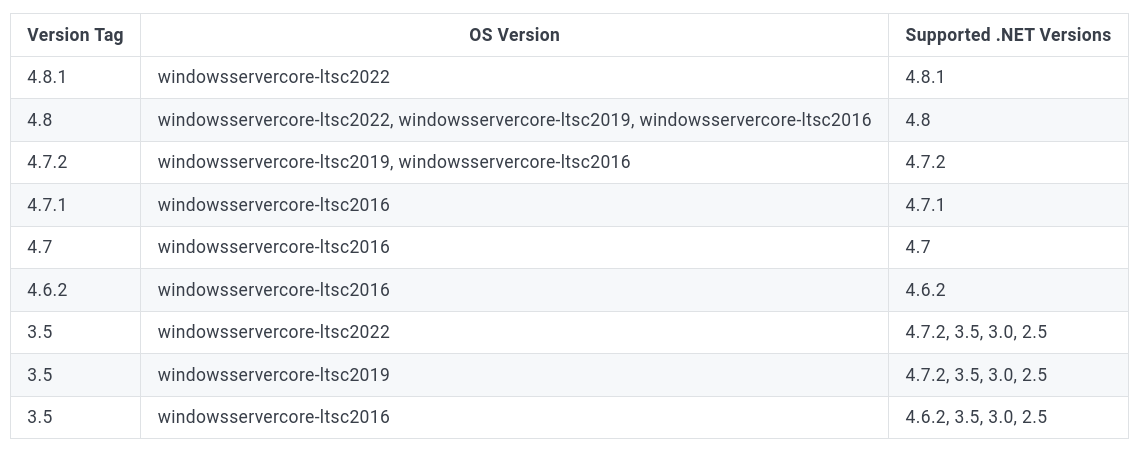 Version Tag OS Version Supported .NET Versions
4.8.1 windowsservercore-ltsc2022 4.8.1
4.8 windowsservercore-ltsc2022, windowsservercore-ltsc2019, windowsservercore-ltsc2016 4.8
4.7.2 windowsservercore-ltsc2019, windowsservercore-ltsc2016 4.7.2
4.7.1 windowsservercore-ltsc2016 4.7.1
4.7 windowsservercore-ltsc2016 4.7
4.6.2 windowsservercore-ltsc2016 4.6.2
3.5 windowsservercore-ltsc2022 4.7.2, 3.5, 3.0, 2.5
3.5 windowsservercore-ltsc2019 4.7.2, 3.5, 3.0, 2.5
3.5 windowsservercore-ltsc2016 4.6.2, 3.5, 3.0, 2.5